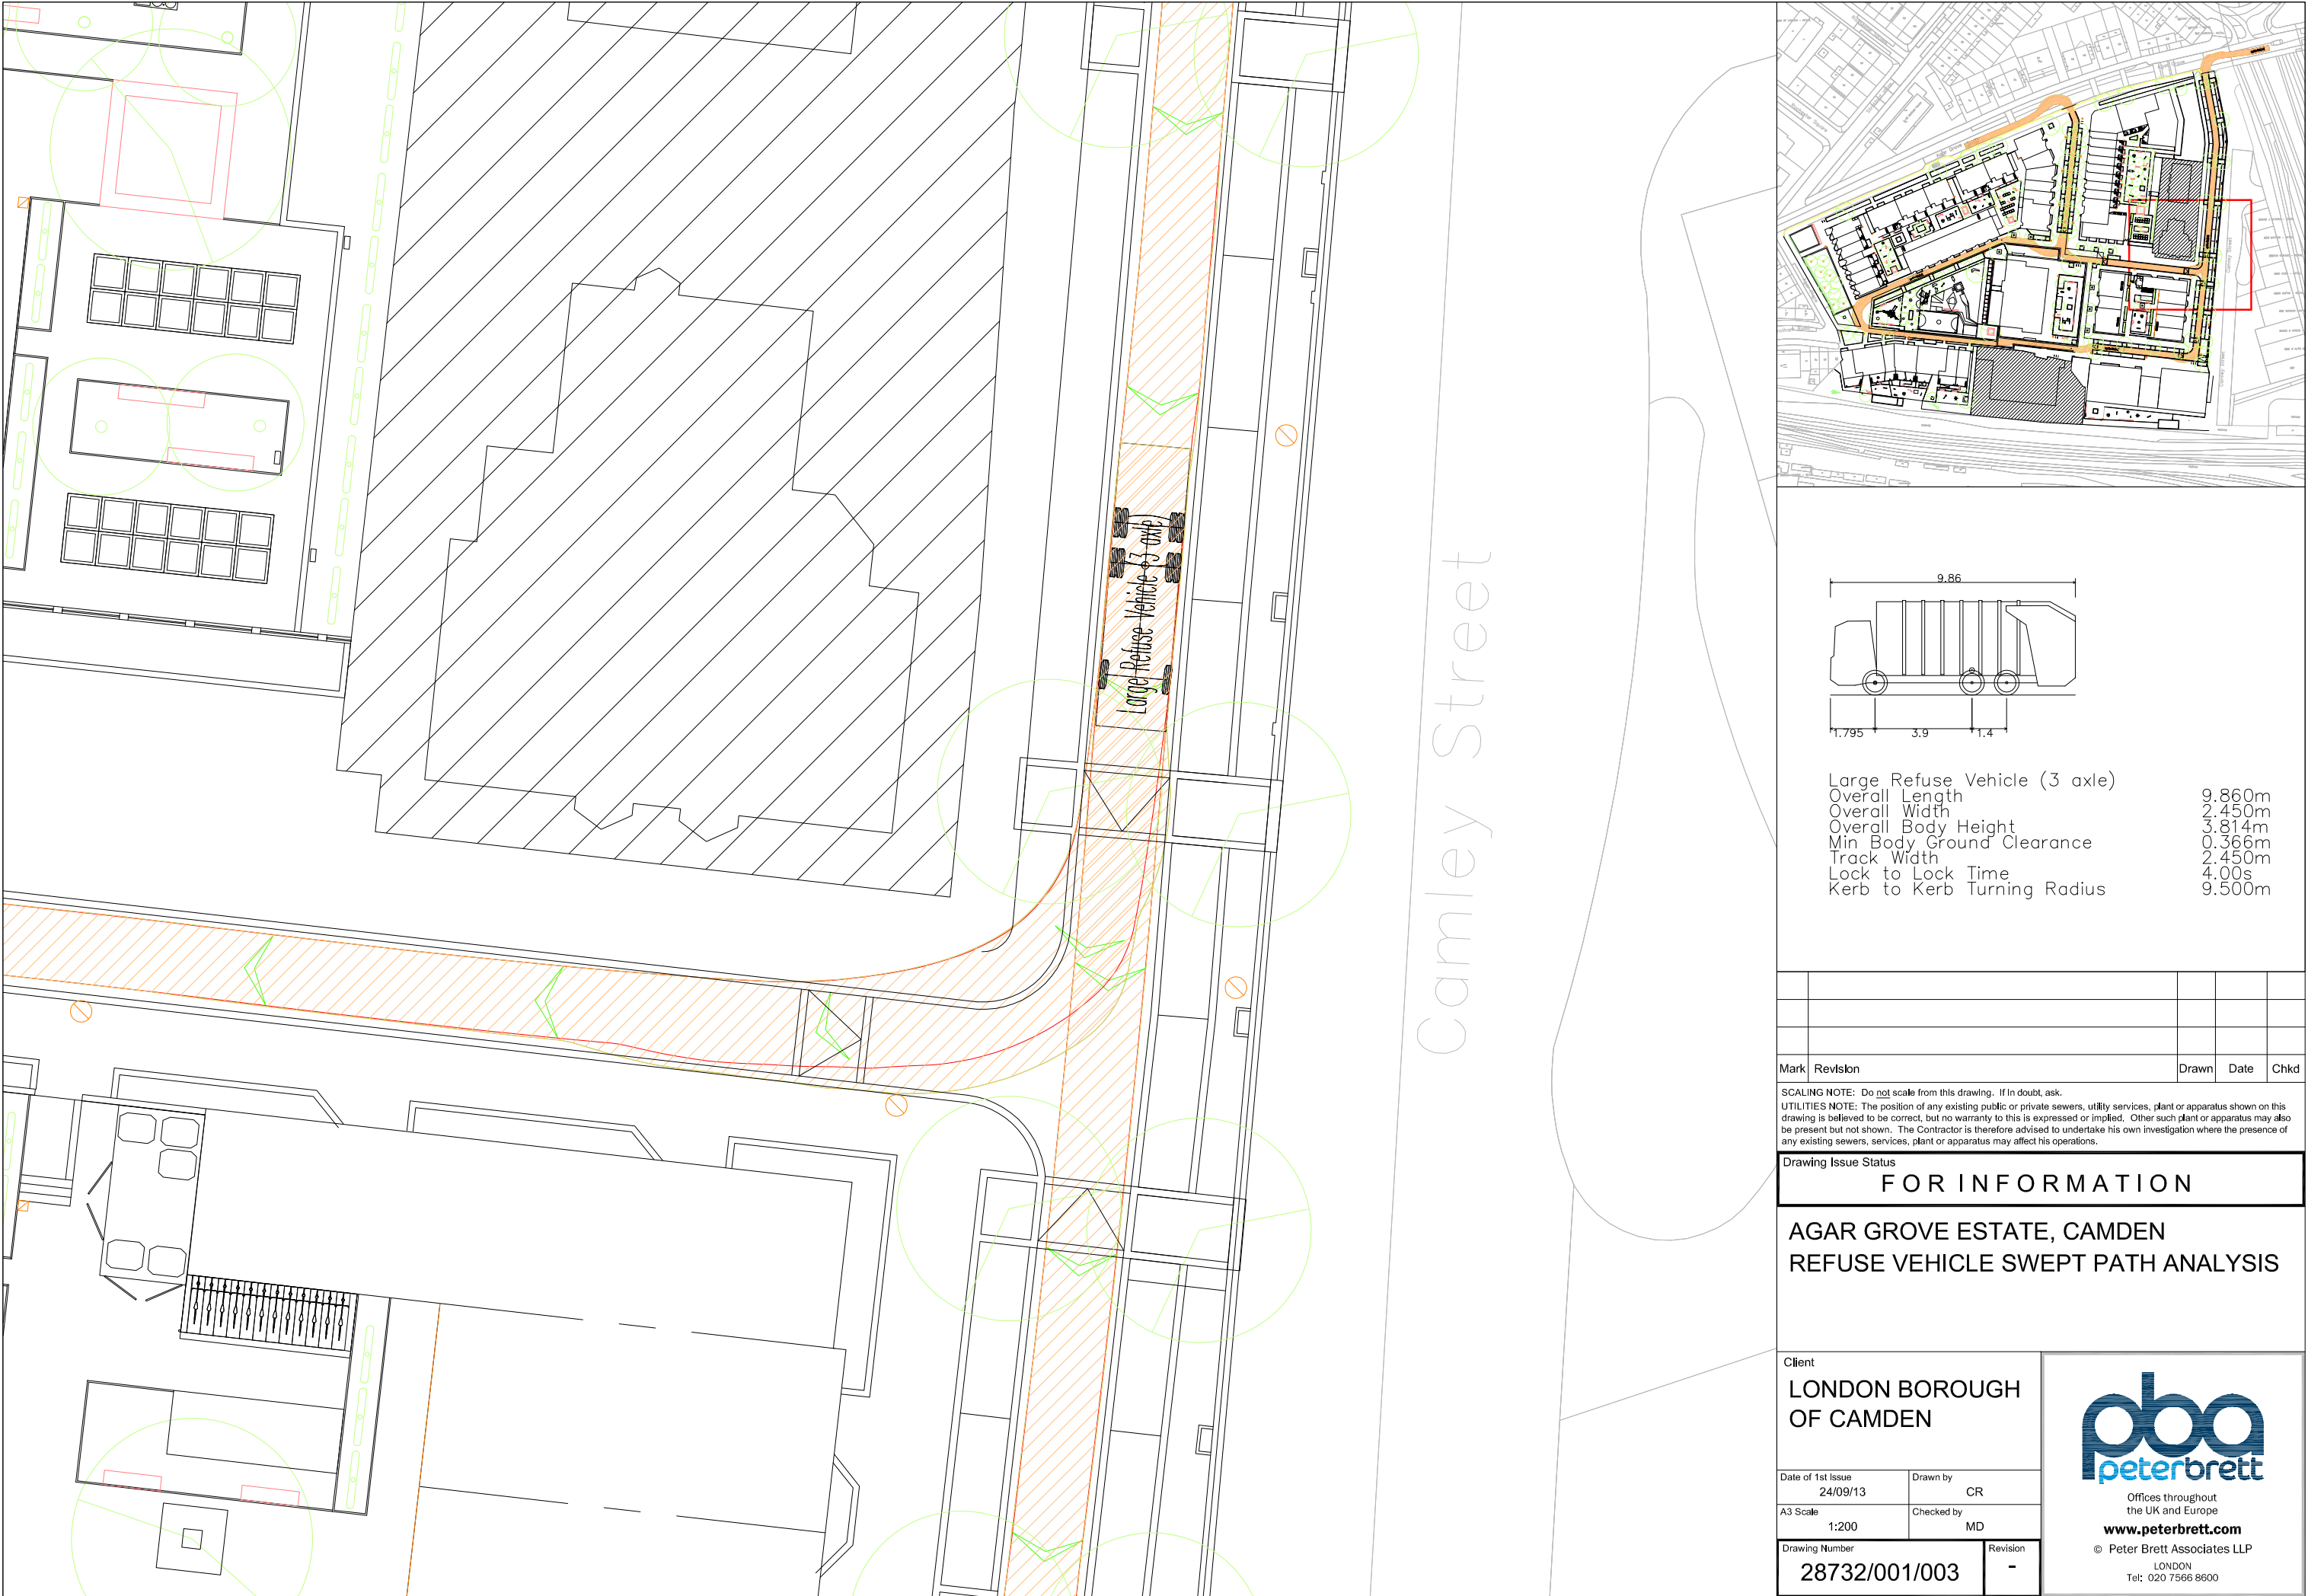 Large Refuse Vehicle (3 axle)
Camley Street
9.86
1.795
3.9
1.4
Large Refuse Vehicle (3 axle)
Overall Length 9.860m
Overall Width 2.450m
Overall Body Height 3.814m
Min Body Ground Clearance 0.366m
Track Width 2.450m
Lock to Lock Time 4.00s
Kerb to Kerb Turning Radius 9.500m
Mark Revision Drawn Date Chkd
SCALING NOTE: Do not scale from this drawing. If in doubt, ask.
UTILITIES NOTE: The position of any existing public or private sewers, utility services, plant or apparatus shown on this
drawing is believed to be correct, but no warranty to this is expressed or implied. Other such plant or apparatus may also
be present but not shown. The Contractor is therefore advised to undertake his own investigation where the presence of
any existing sewers, services, plant or apparatus may affect his operations.
Drawing Issue Status
FOR INFORMATION
AGAR GROVE ESTATE, CAMDEN
REFUSE VEHICLE SWEPT PATH ANALYSIS
Client
LONDON BOROUGH
OF CAMDEN
Date of 1st Issue
24/09/13
Drawn by
CR
A3 Scale
1:200
Checked by
MD
Drawing Number
28732/001/003
Revision
-
pba
peterbrett
Offices throughout
the UK and Europe
www.peterbrett.com
© Peter Brett Associates LLP
LONDON
Tel: 020 7566 8600